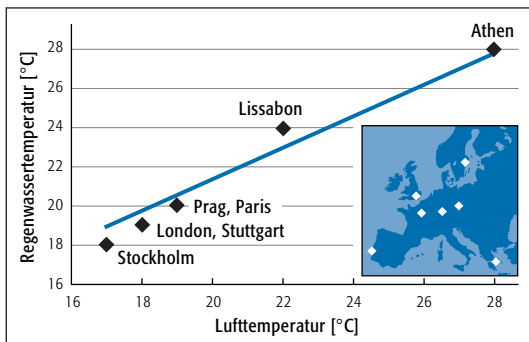 Regenwassertemperatur [°C]
28
26
24
22
20
18
16
Athen
Lissabon
Prag, Paris
London, Stuttgart
Stockholm
16 18 20 22 24 26 28
Lufttemperatur [°C]